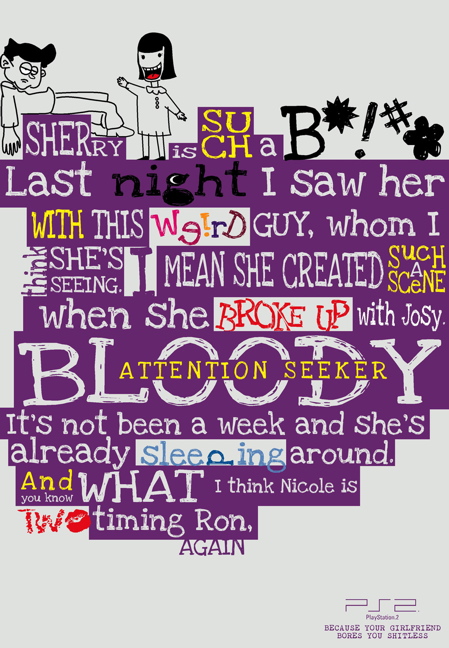 SHERRY is SUCH a B*!#*
Last night I saw her
WITH THIS WEiRD GUY, whom I
think SHE'S SEEING. I MEAN SHE CREATED SUCH A SCENE
when she BROKE UP with Josy.
BLOODY
ATTENTION SEEKER
It's not been a week and she's
already sleeping around.
And you know WHAT I think Nicole is
TWO timing Ron,
AGAIN
PS2
PlayStation.2
BECAUSE YOUR GIRLFRIEND
BORES YOU SHITLESS